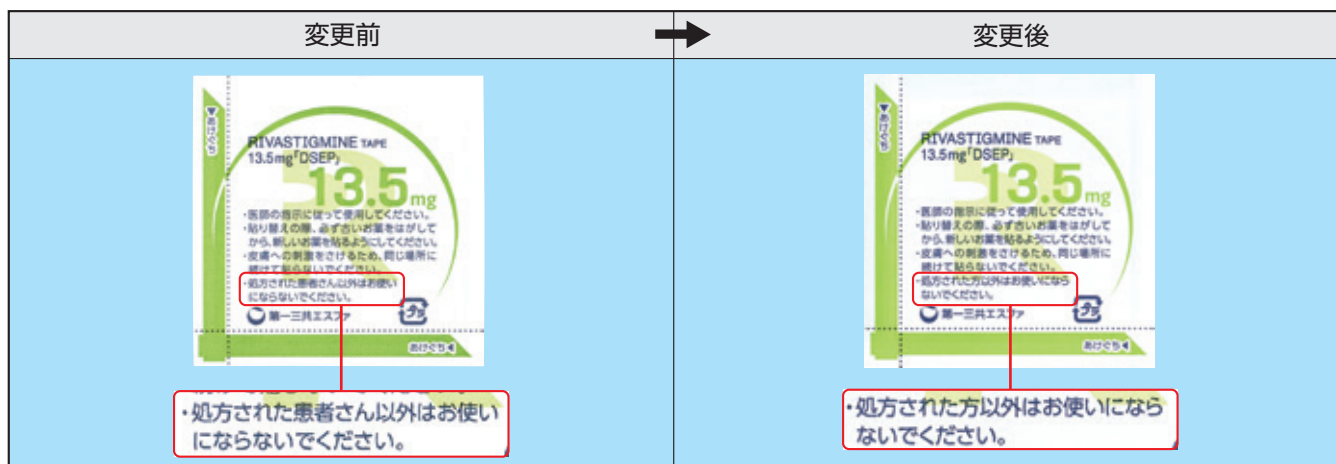 変更前
変更後
▼あけぐち
RIVASTIGMINE TAPE
13.5mg「DSEP」
13.5mg
・医師の指示に従って使用してください。
・貼り替えの際、必ず古いお薬をはがして
から、新しいお薬を貼るようにしてください。
・皮膚への刺激をさけるため、同じ場所に
続けて貼らないでください。
・処方された患者さん以外はお使い
にならないでください。
第一三共エスファ
プラ
あけぐち◀
・処方された患者さん以外はお使い
にならないでください。
▼あけぐち
RIVASTIGMINE TAPE
13.5mg「DSEP」
13.5mg
・医師の指示に従って使用してください。
・貼り替えの際、必ず古いお薬をはがして
から、新しいお薬を貼るようにしてください。
・皮膚への刺激をさけるため、同じ場所に
続けて貼らないでください。
・処方された方以外はお使いになら
ないでください。
第一三共エスファ
プラ
あけぐち◀
・処方された方以外はお使いになら
ないでください。